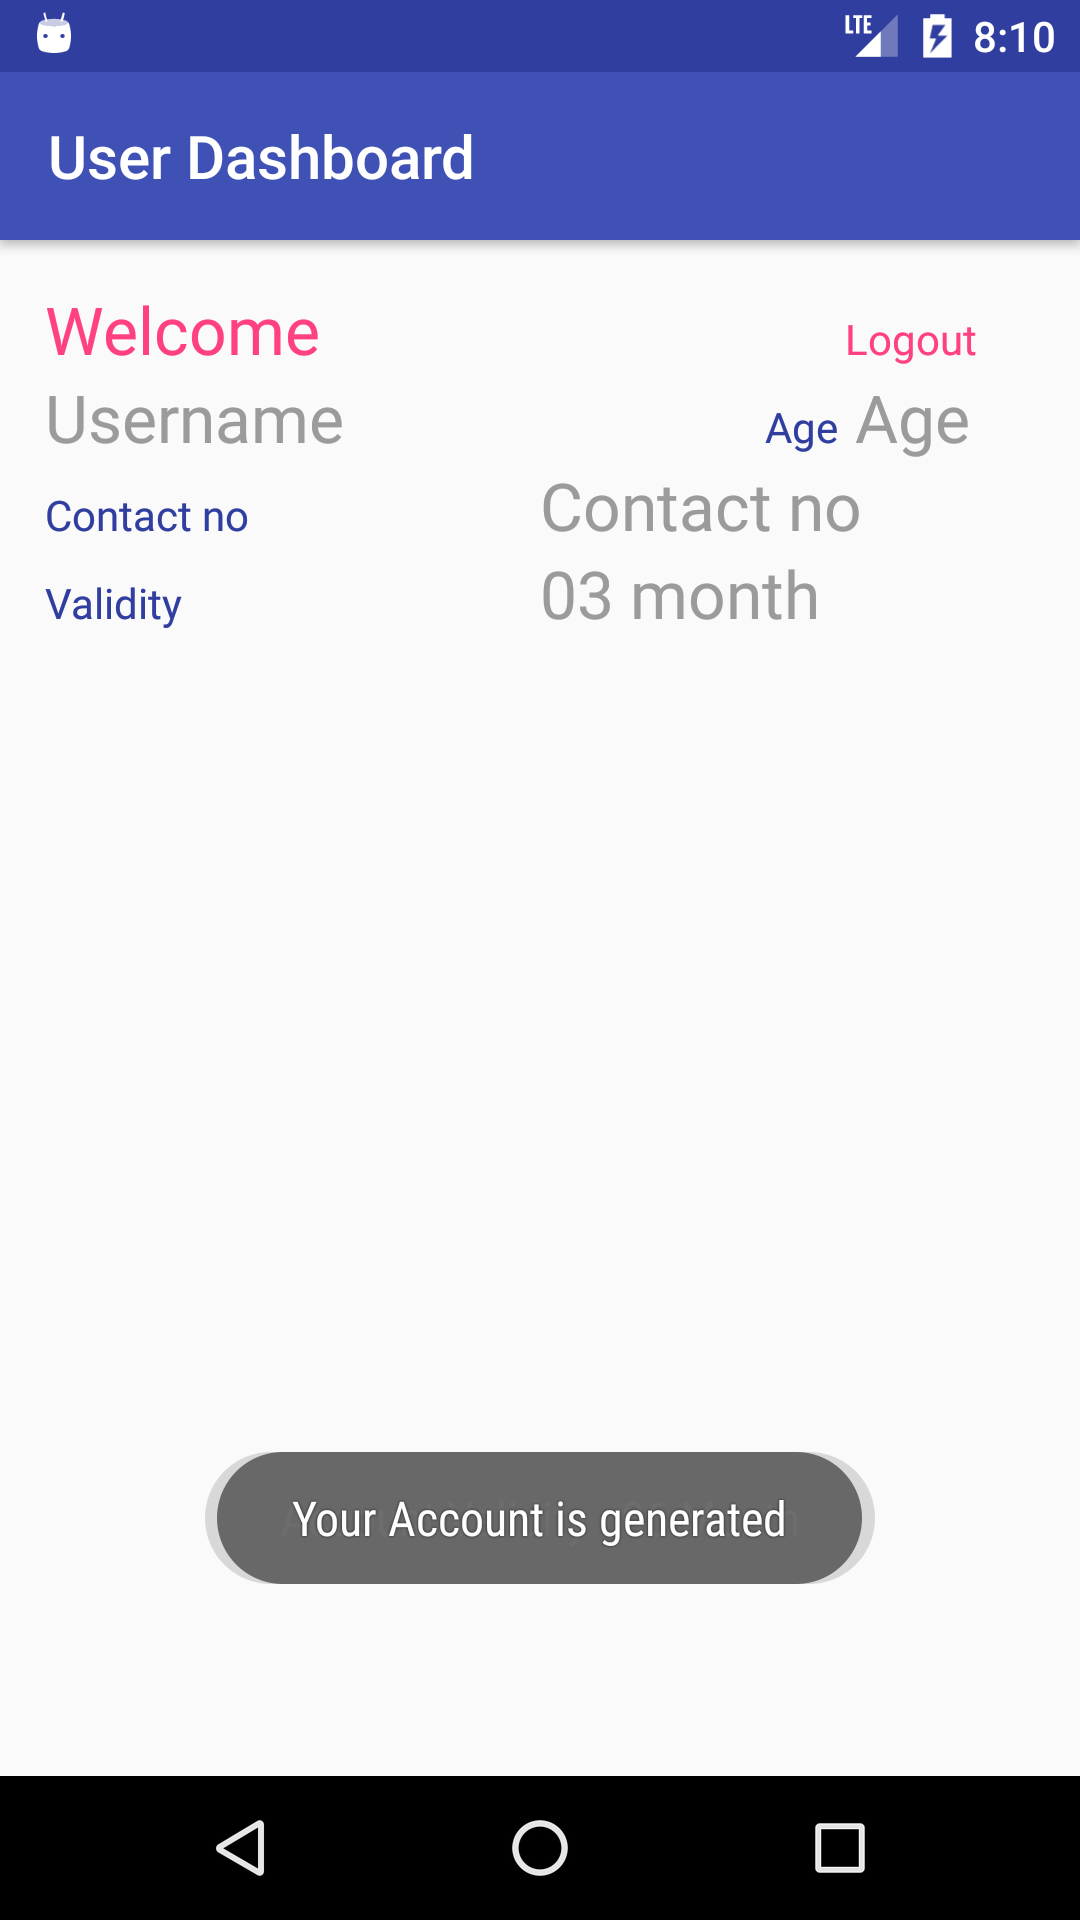 LTE 8:10
User Dashboard
Welcome Logout
Username Age Age
Contact no Contact no
Validity 03 month
Your Account is generated